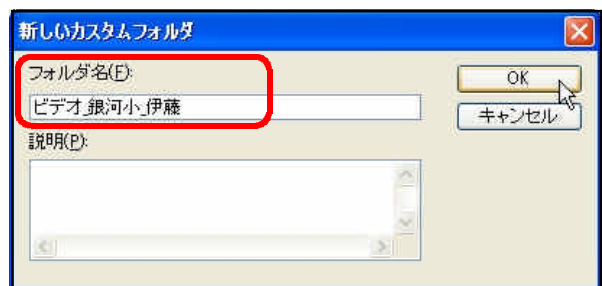 新しいカスタムフォルダ
フォルダ名(F):
ビデオ_銀河小_伊藤
説明(P):
OK
キャンセル